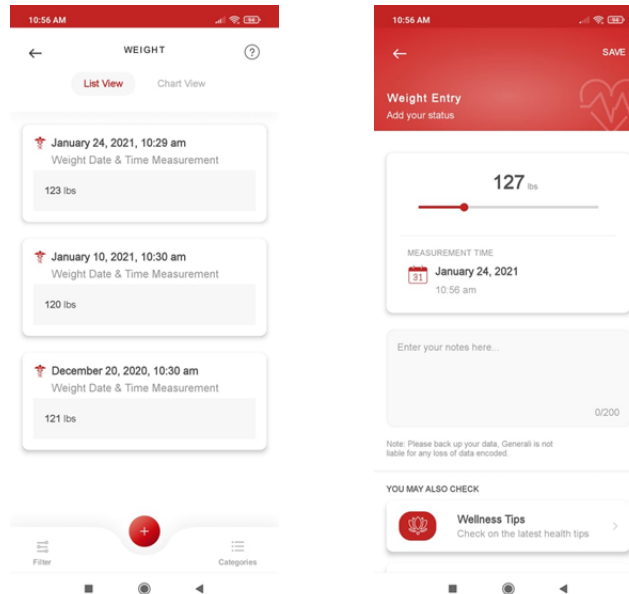 10:56 AM
WEIGHT
?
List View
Chart View
January 24, 2021, 10:29 am
Weight Date & Time Measurement
123 lbs
January 10, 2021, 10:30 am
Weight Date & Time Measurement
120 lbs
December 20, 2020, 10:30 am
Weight Date & Time Measurement
121 lbs
+
Filter
Categories
10:56 AM
SAVE
Weight Entry
Add your status
127 lbs
MEASUREMENT TIME
31
January 24, 2021
10:56 am
Enter your notes here...
0/200
Note: Please back up your data, Generali is not
liable for any loss of data encoded.
YOU MAY ALSO CHECK
Wellness Tips
Check on the latest health tips